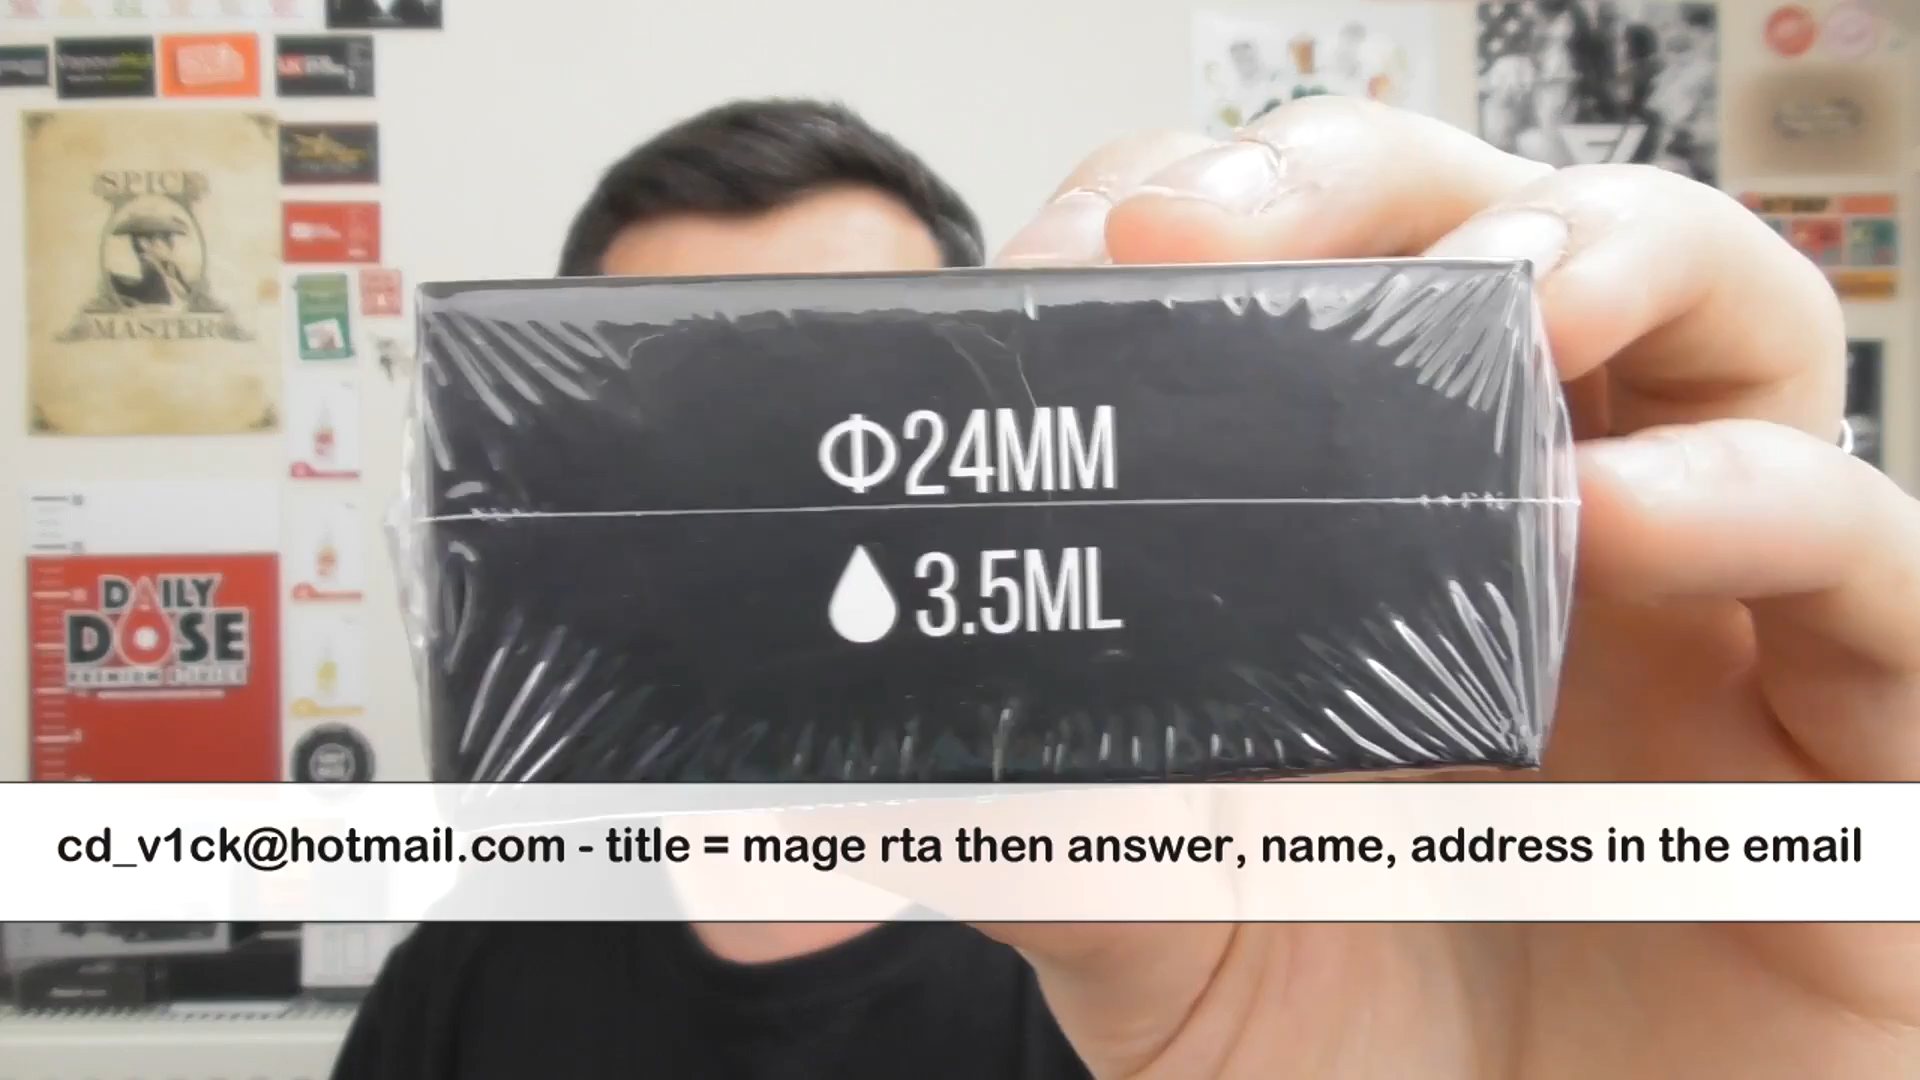 SPICE
MASTER
DAILY
DOSE
Φ24MM
3.5ML
cd_v1ck@hotmail.com - title = mage rta then answer, name, address in the email